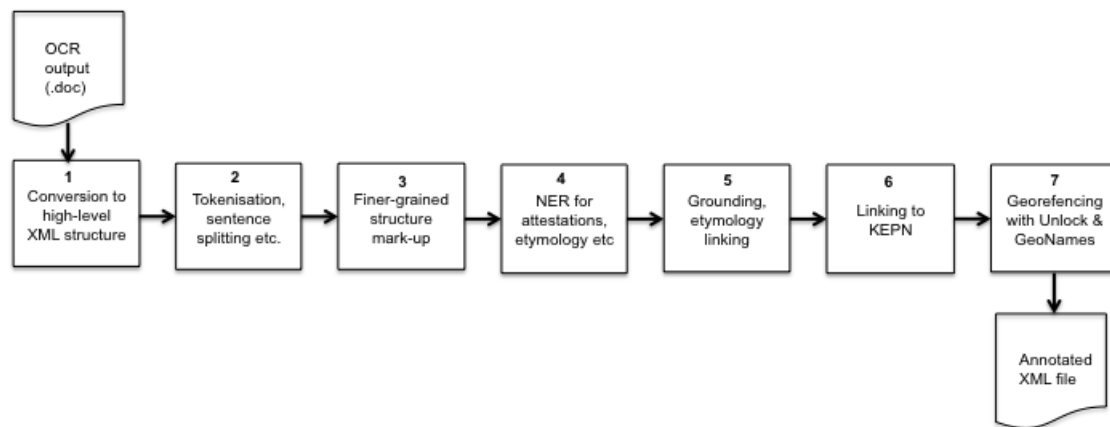 OCR
output
(.doc)
1
Conversion to
high-level
XML structure
2
Tokenisation,
sentence
splitting etc.
3
Finer-grained
structure
mark-up
4
NER for
attestations,
etymology etc
5
Grounding,
etymology
linking
6
Linking to
KEPN
7
Georefencing
with Unlock &
GeoNames
Annotated
XML file